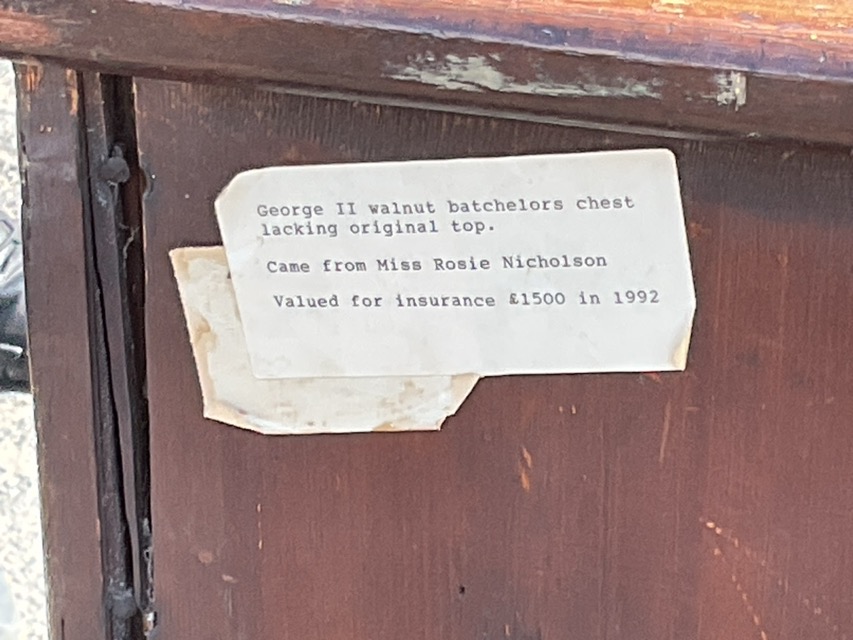 George II walnut batchelors chest
lacking original top.
Came from Miss Rosie Nicholson
Valued for insurance £1500 in 1992